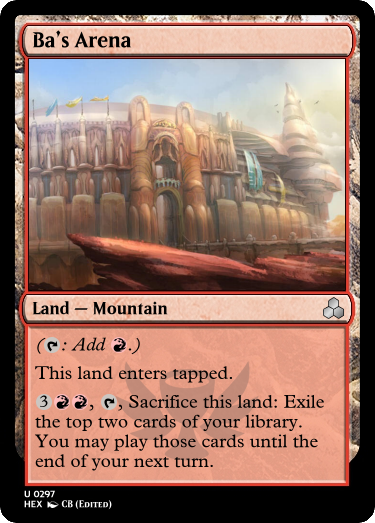 Ba's Arena
Land — Mountain
(T: Add R.)
This land enters tapped.
3RR, T, Sacrifice this land: Exile
the top two cards of your library.
You may play those cards until the
end of your next turn.
U 0297
HEX CB (Edited)